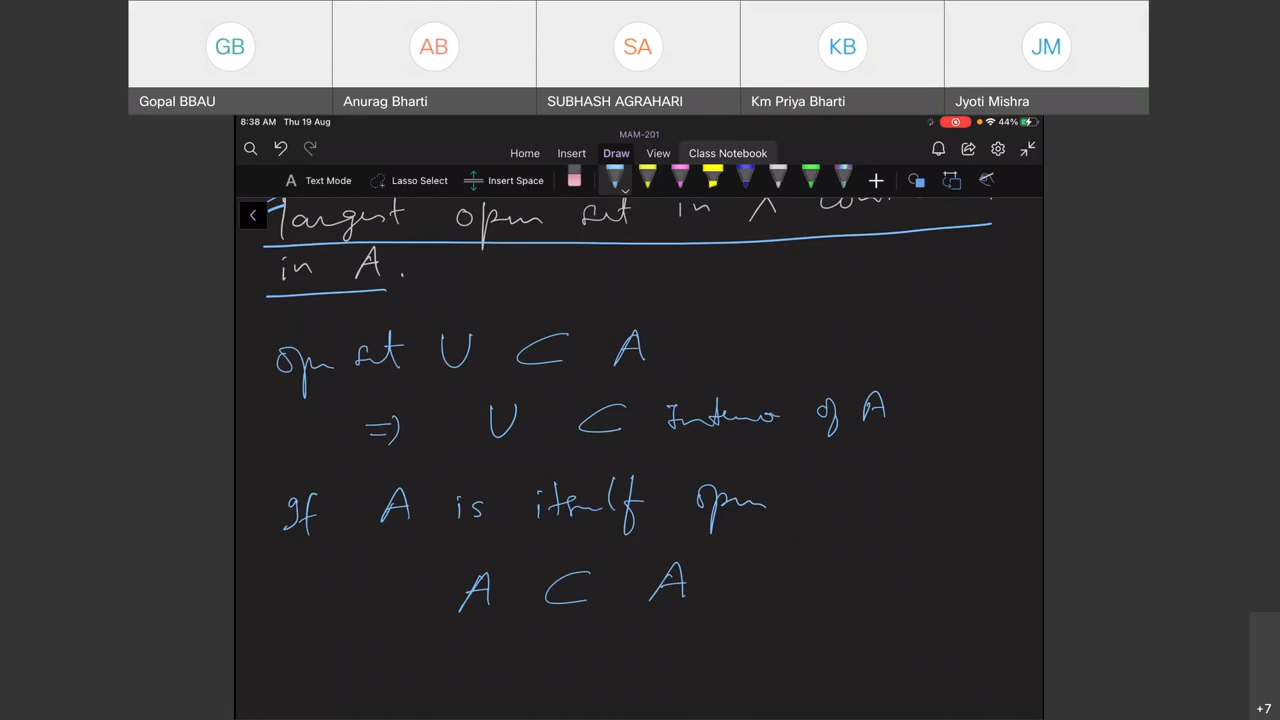 GB AB SA KB JM
Gopal BBAU Anurag Bharti SUBHASH AGRAHARI Km Priya Bharti Jyoti Mishra
8:38 AM Thu 19 Aug 44%
MAM-201
Home Insert Draw View Class Notebook
Text Mode Lasso Select Insert Space
largest open set in X
in A.
open set U ⊂ A
⇒ U ⊂ Interior of A
If A is itself open
A ⊂ A
+7